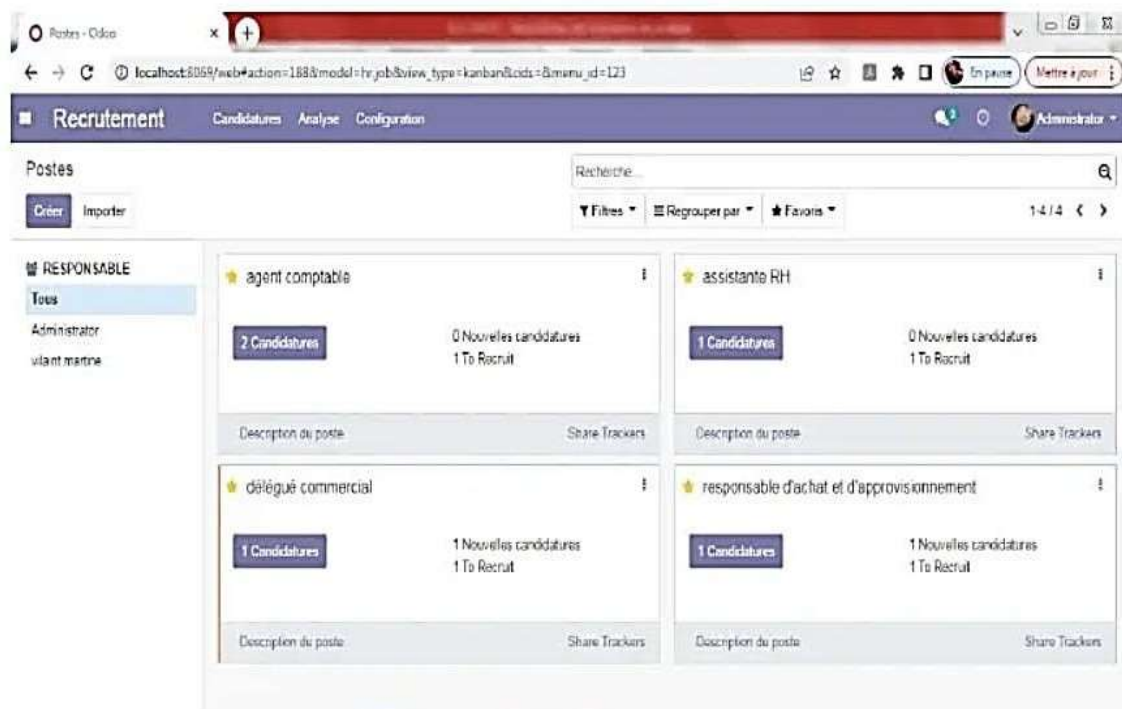 Postes - Odoo
localhost:8069/web#action=188&model=hr.job&view_type=kanban&cids=&menu_id=123
En pause
Mettre à jour
Recrutement Candidatures Analyse Configuration
Administrator
Postes
Recherche...
Créer Importer
Filtres Regrouper par Favoris
1-4 / 4
RESPONSABLE
Tous
Administrator
martine
agent comptable
2 Candidatures
0 Nouvelles candidatures
1 To Recruit
Description du poste Share Trackers
assistante RH
1 Candidatures
0 Nouvelles candidatures
1 To Recruit
Description du poste Share Trackers
délégué commercial
1 Candidatures
1 Nouvelles candidatures
1 To Recruit
Description du poste Share Trackers
responsable d'achat et d'approvisionnement
1 Candidatures
1 Nouvelles candidatures
1 To Recruit
Description du poste Share Trackers